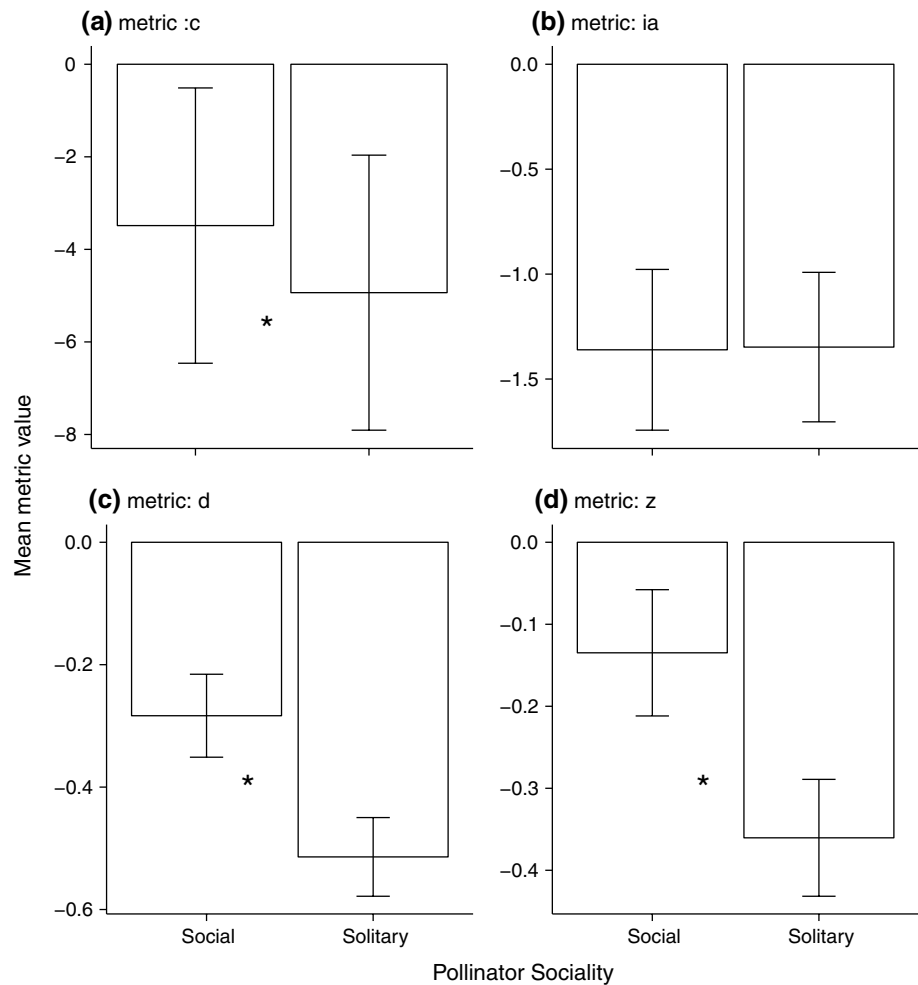 (a) metric :c
(b) metric: ia
0
−2
−4
−6
−8
*
0.0
−0.5
−1.0
−1.5
Mean metric value
(c) metric: d
(d) metric: z
0.0
−0.2
−0.4
−0.6
*
Social Solitary
0.0
−0.1
−0.2
−0.3
−0.4
*
Social Solitary
Pollinator Sociality